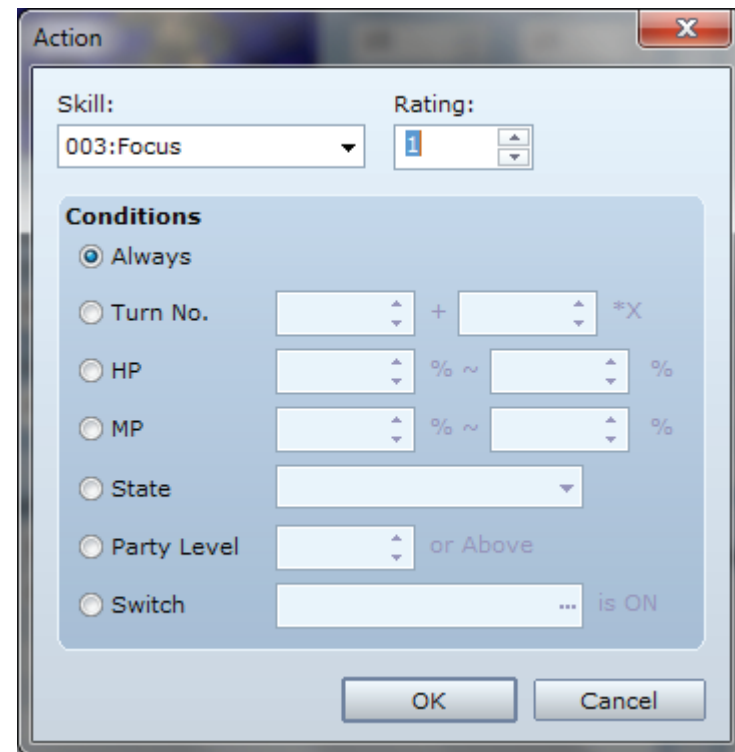 Action
Skill: Rating:
003:Focus 1
Conditions
Always
Turn No. + *X
HP % ~ %
MP % ~ %
State
Party Level or Above
Switch ... is ON
OK Cancel